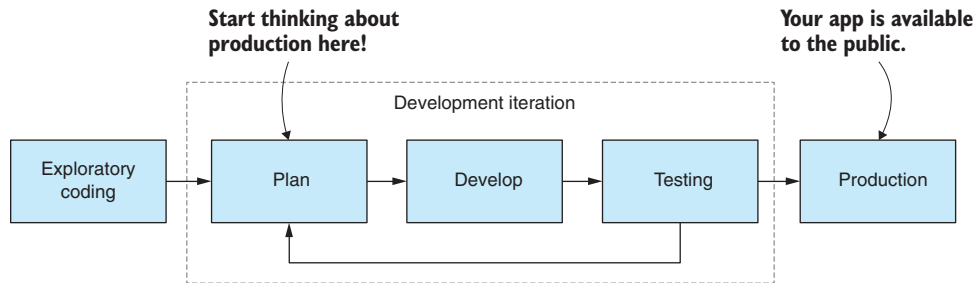 Start thinking about
production here!
Your app is available
to the public.
Development iteration
Exploratory
coding
Plan
Develop
Testing
Production